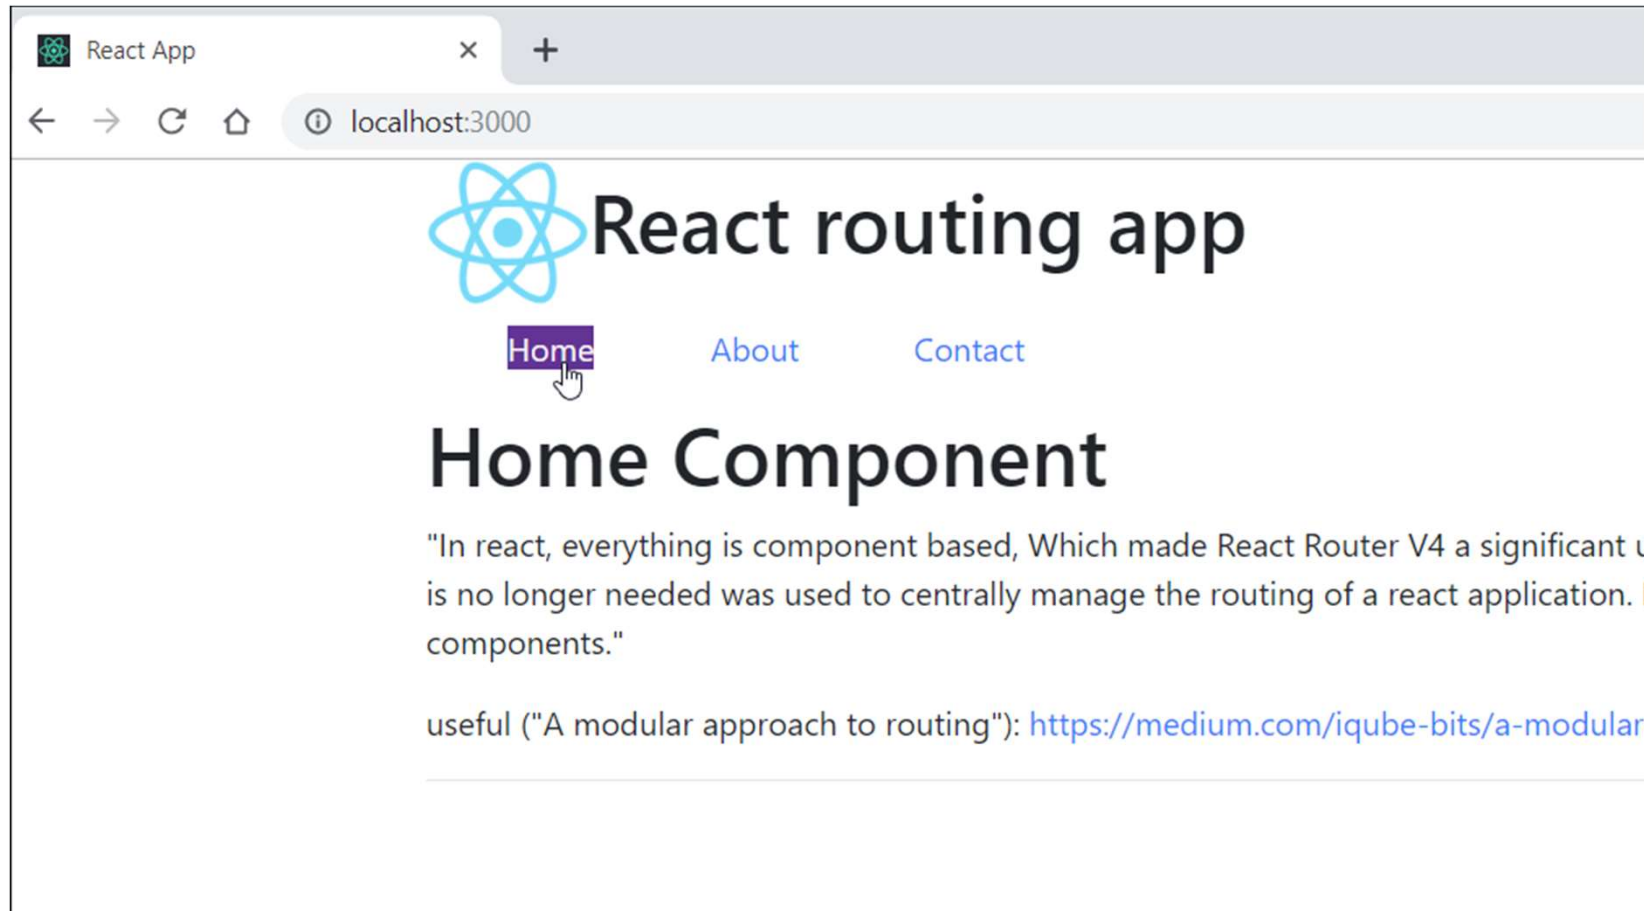 React App
localhost:3000
React routing app
Home About Contact
Home Component
"In react, everything is component based, Which made React Router V4 a significant
is no longer needed was used to centrally manage the routing of a react application.
components."
useful ("A modular approach to routing"): https://medium.com/iqube-bits/a-modular